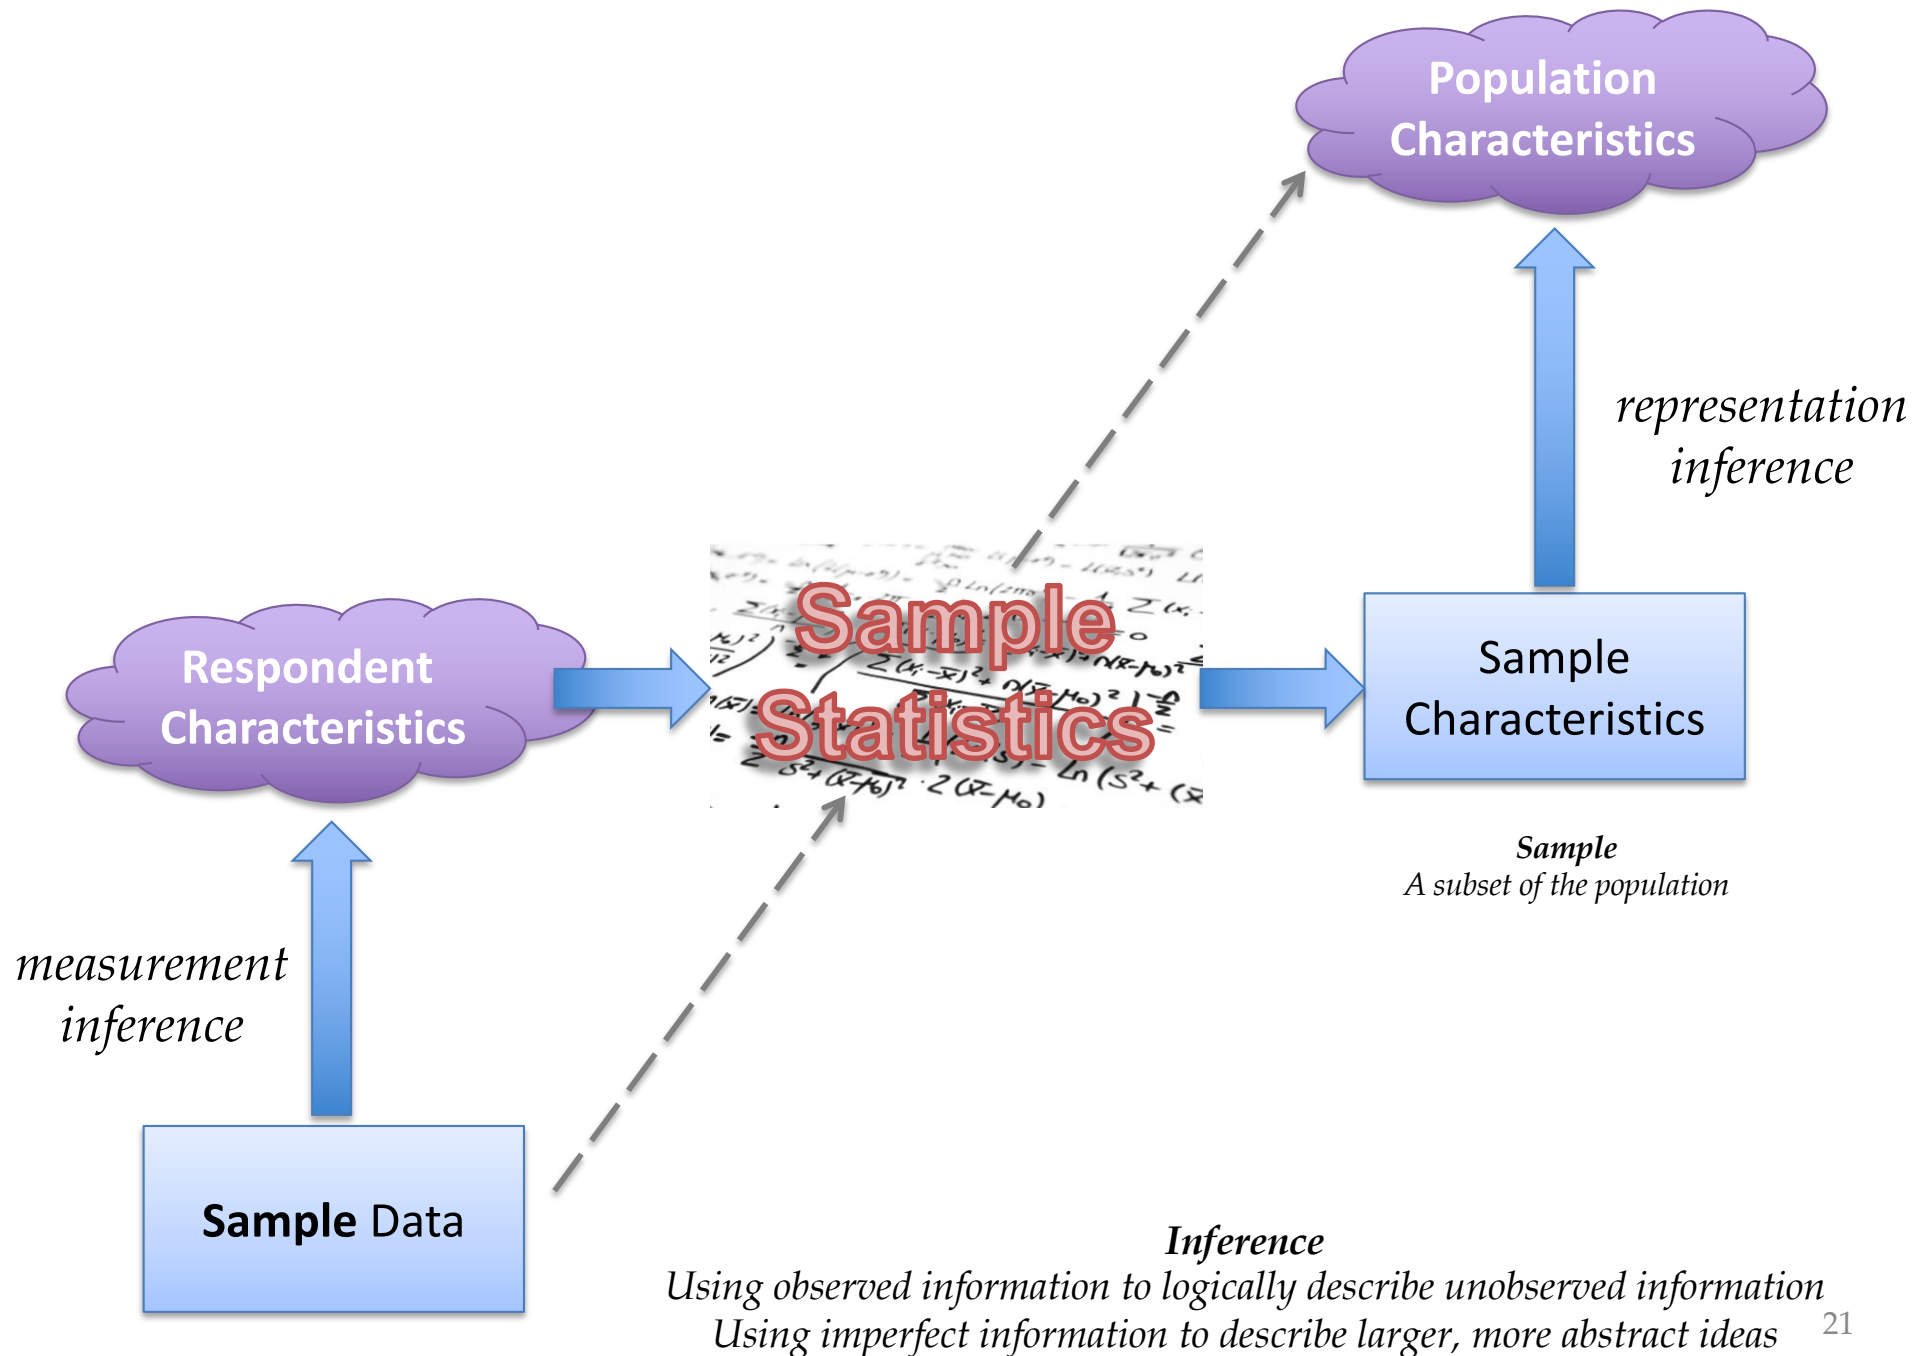 Population
Characteristics
representation
inference
Respondent
Characteristics
Sample
Statistics
Sample
Characteristics
Sample
A subset of the population
measurement
inference
Sample Data
Inference
Using observed information to logically describe unobserved information
Using imperfect information to describe larger, more abstract ideas
21